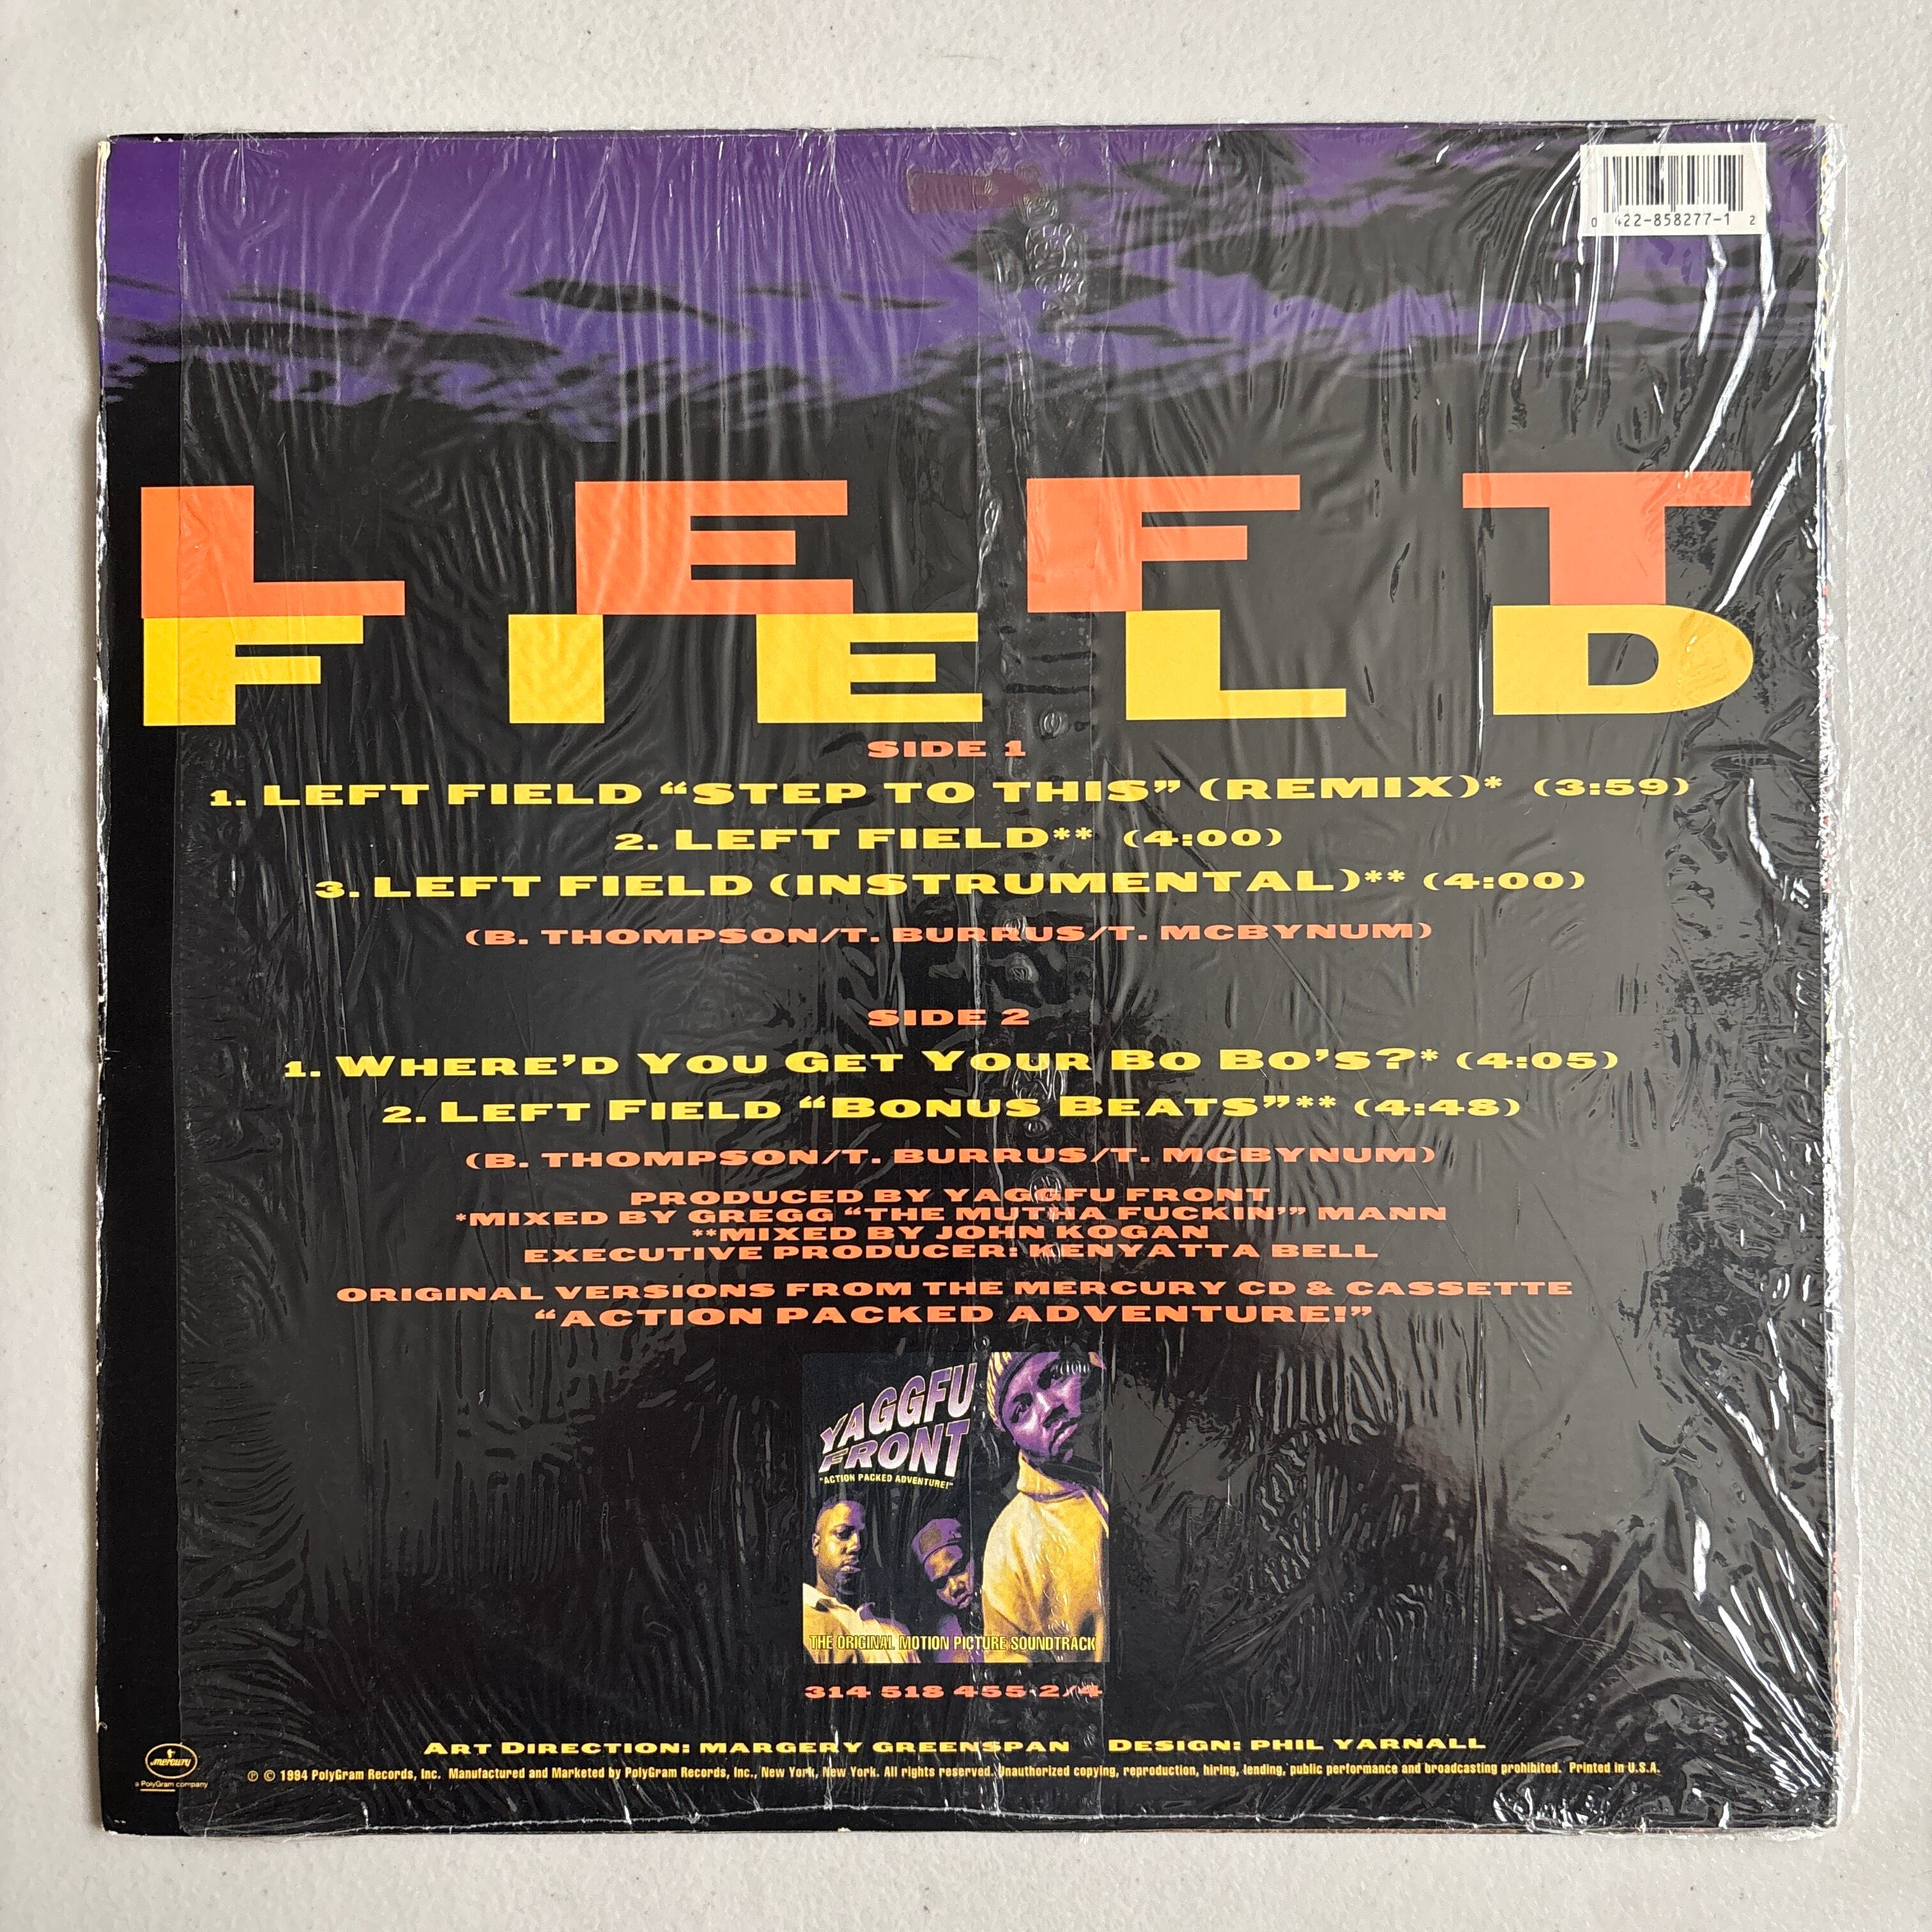 0 422-858277-1 2
LEFT
FIELD
SIDE 1
1. LEFT FIELD “STEP TO THIS” (REMIX)* (3:59)
2. LEFT FIELD** (4:00)
3. LEFT FIELD (INSTRUMENTAL)** (4:00)
(B. THOMPSON/T. BURRUS/T. MCBYNUM)
SIDE 2
1. WHERE’D YOU GET YOUR BO BO’S?* (4:05)
2. LEFT FIELD “BONUS BEATS”** (4:48)
(B. THOMPSON/T. BURRUS/T. MCBYNUM)
PRODUCED BY YAGGFU FRONT
*MIXED BY GREGG “THE MUTHA FUCKIN’” MANN
**MIXED BY JOHN KOGAN
EXECUTIVE PRODUCER: KENYATTA BELL
ORIGINAL VERSIONS FROM THE MERCURY CD & CASSETTE
“ACTION PACKED ADVENTURE!”
YAGGFU
FRONT
"ACTION PACKED ADVENTURE!"
THE ORIGINAL MOTION PICTURE SOUNDTRACK
314 518 455-2/4
ART DIRECTION: MARGERY GREENSPAN DESIGN: PHIL YARNALL
mercury
a PolyGram company
℗ © 1994 PolyGram Records, Inc. Manufactured and Marketed by PolyGram Records, Inc., New York, New York. All rights reserved. Unauthorized copying, reproduction, hiring, lending, public performance and broadcasting prohibited. Printed in U.S.A.